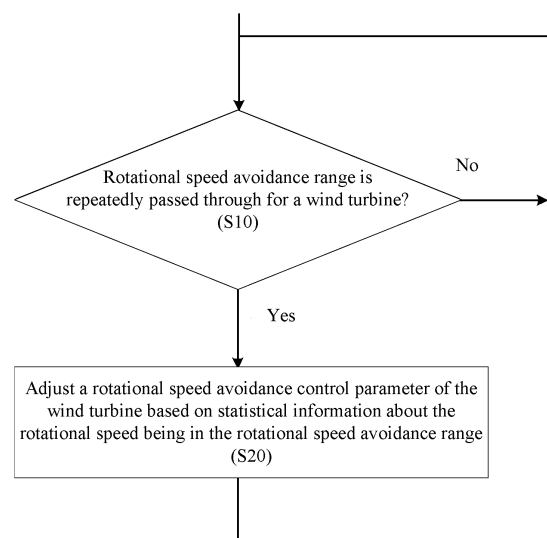 No
Rotational speed avoidance range is
repeatedly passed through for a wind turbine?
(S10)
Yes
Adjust a rotational speed avoidance control parameter of the
wind turbine based on statistical information about the
rotational speed being in the rotational speed avoidance range
(S20)